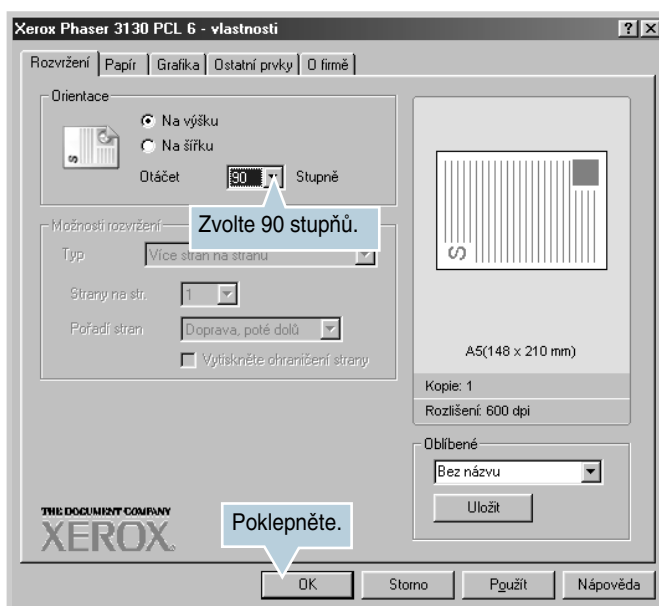 Xerox Phaser 3130 PCL 6 - vlastnosti
Rozvržení Papír Grafika Ostatní prvky O firmě
Orientace
Na výšku
Na šířku
Otáčet 90 Stupně
Zvolte 90 stupňů.
Možnosti rozvržení
Typ Více stran na stranu
Strany na str. 1
Pořadí stran Doprava, poté dolů
Vytiskněte ohraničení strany
S
S
A5(148 x 210 mm)
Kopie: 1
Rozlišení: 600 dpi
Oblíbené
Bez názvu
Uložit
THE DOCUMENT COMPANY
XEROX
Poklepněte.
OK Storno Použít Nápověda